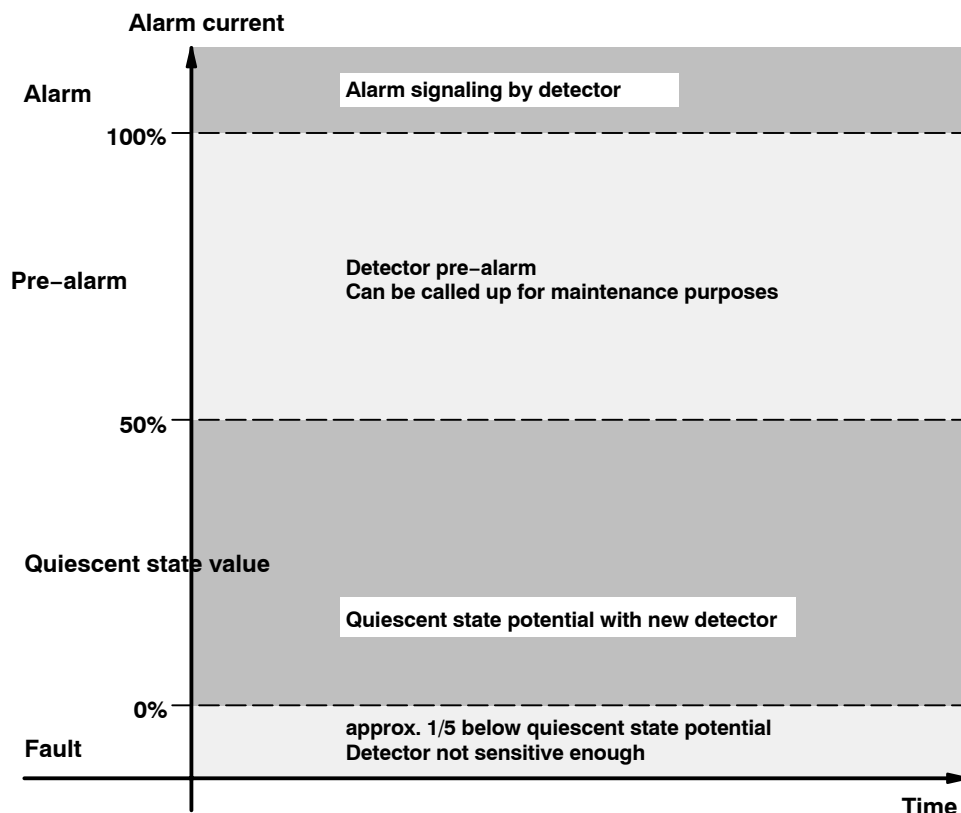 Alarm current
Alarm
Alarm signaling by detector
100%
Detector pre–alarm
Pre–alarm
Can be called up for maintenance purposes
50%
Quiescent state value
Quiescent state potential with new detector
0%
approx. 1/5 below quiescent state potential
Fault
Detector not sensitive enough
Time